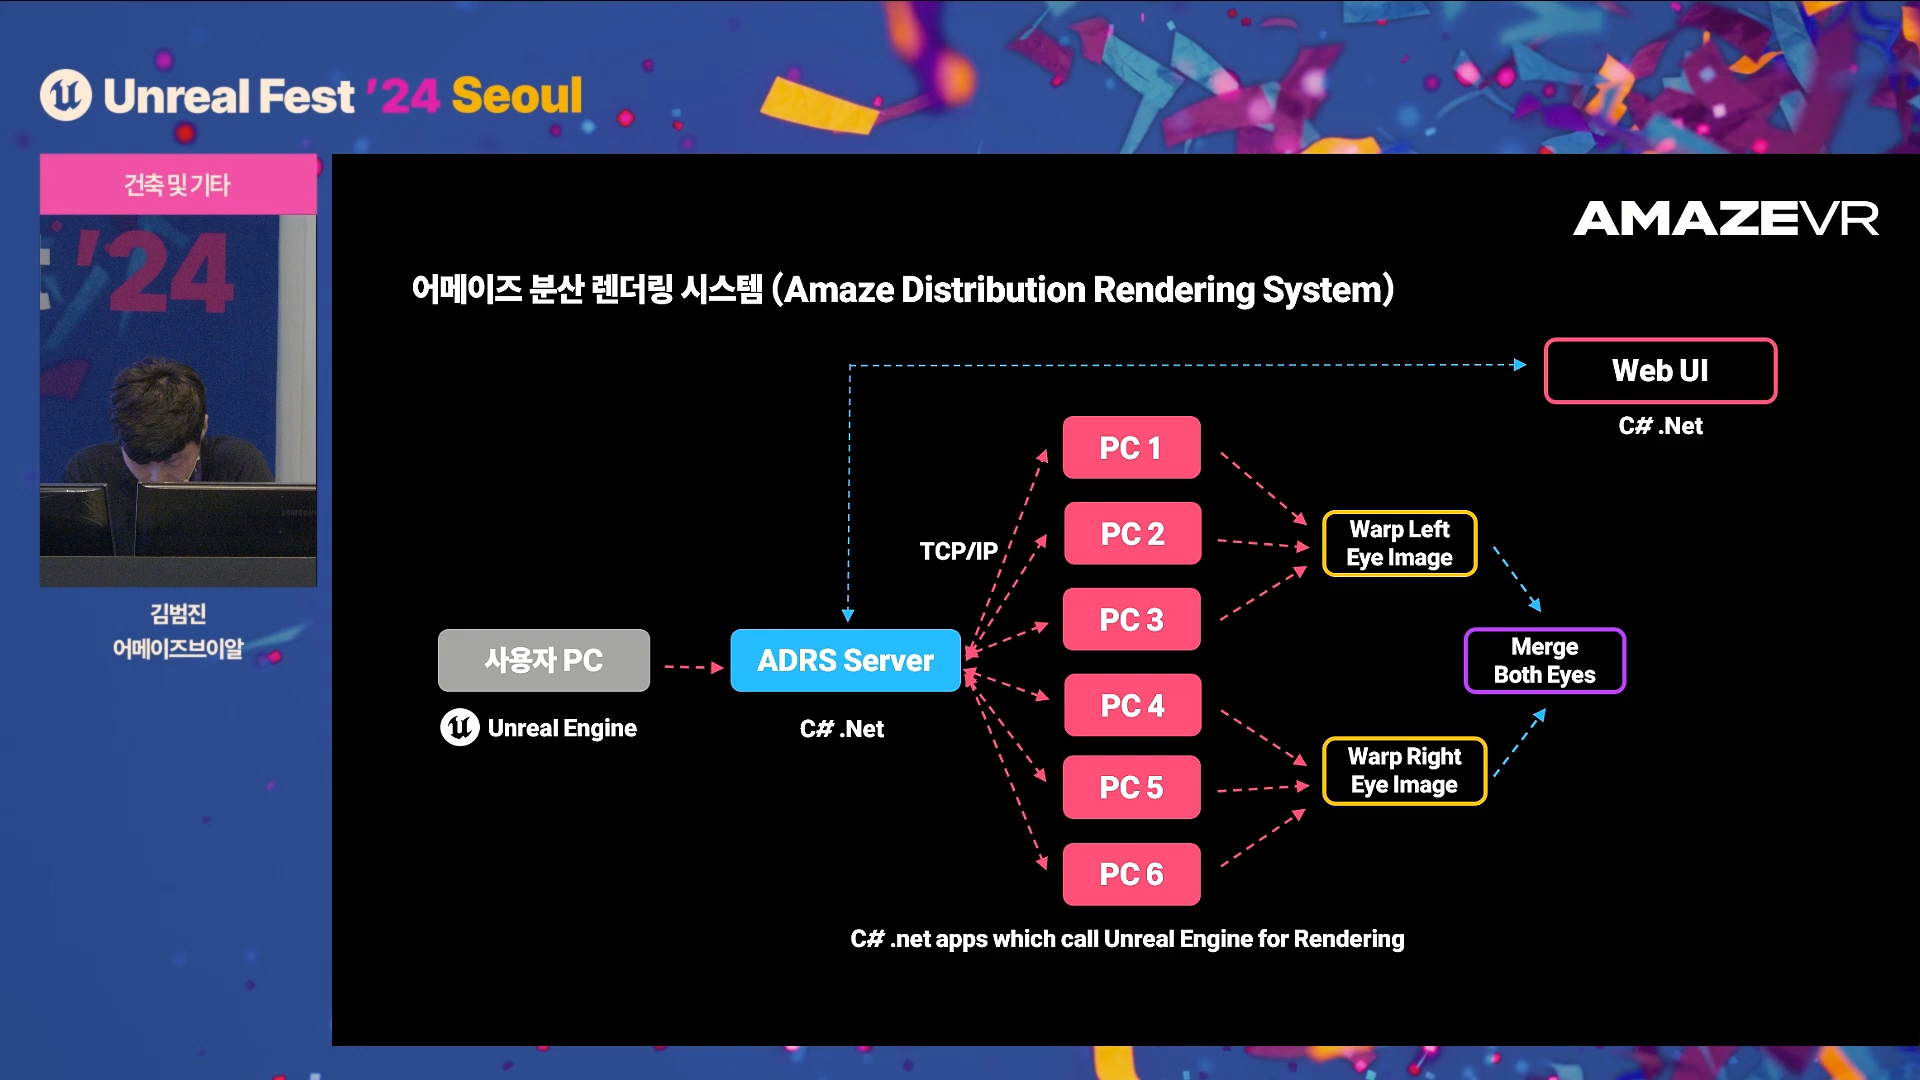 Unreal Fest '24 Seoul
건축 및 기타
'24
김범진
어메이즈브이알
AMAZEVR
어메이즈 분산 렌더링 시스템 (Amaze Distribution Rendering System)
Web UI
C# .Net
PC 1
PC 2
TCP/IP
Warp Left
Eye Image
PC 3
사용자 PC
ADRS Server
Merge
Both Eyes
Unreal Engine
C# .Net
PC 4
Warp Right
Eye Image
PC 5
PC 6
C# .net apps which call Unreal Engine for Rendering